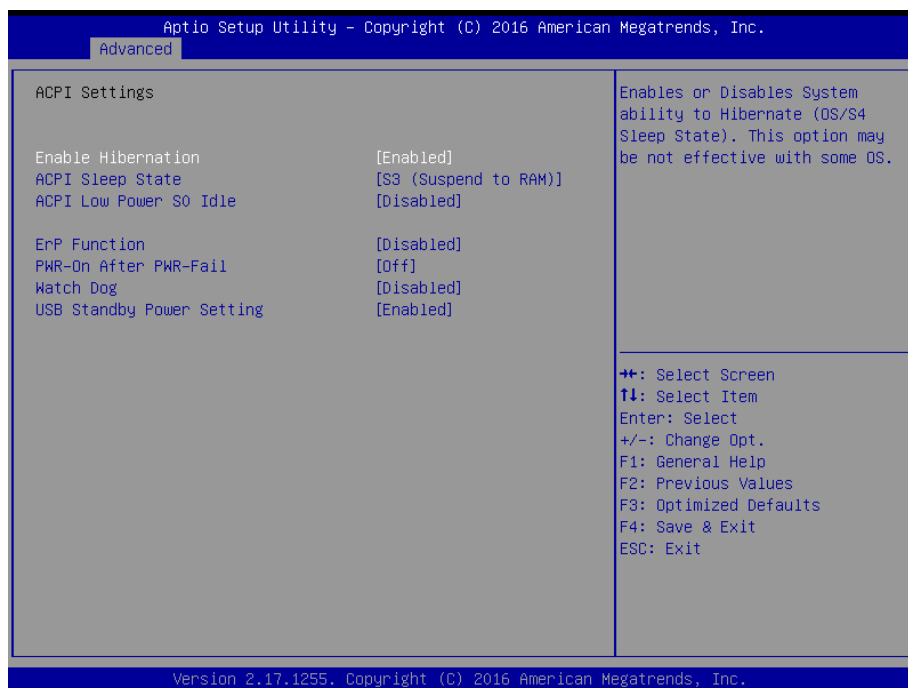 Aptio Setup Utility – Copyright (C) 2016 American Megatrends, Inc.
Advanced
ACPI Settings
Enable Hibernation [Enabled]
ACPI Sleep State [S3 (Suspend to RAM)]
ACPI Low Power S0 Idle [Disabled]
ErP Function [Disabled]
PWR-On After PWR-Fail [Off]
Watch Dog [Disabled]
USB Standby Power Setting [Enabled]
Enables or Disables System
ability to Hibernate (OS/S4
Sleep State). This option may
be not effective with some OS.
→←: Select Screen
↑↓: Select Item
Enter: Select
+/-: Change Opt.
F1: General Help
F2: Previous Values
F3: Optimized Defaults
F4: Save & Exit
ESC: Exit
Version 2.17.1255. Copyright (C) 2016 American Megatrends, Inc.